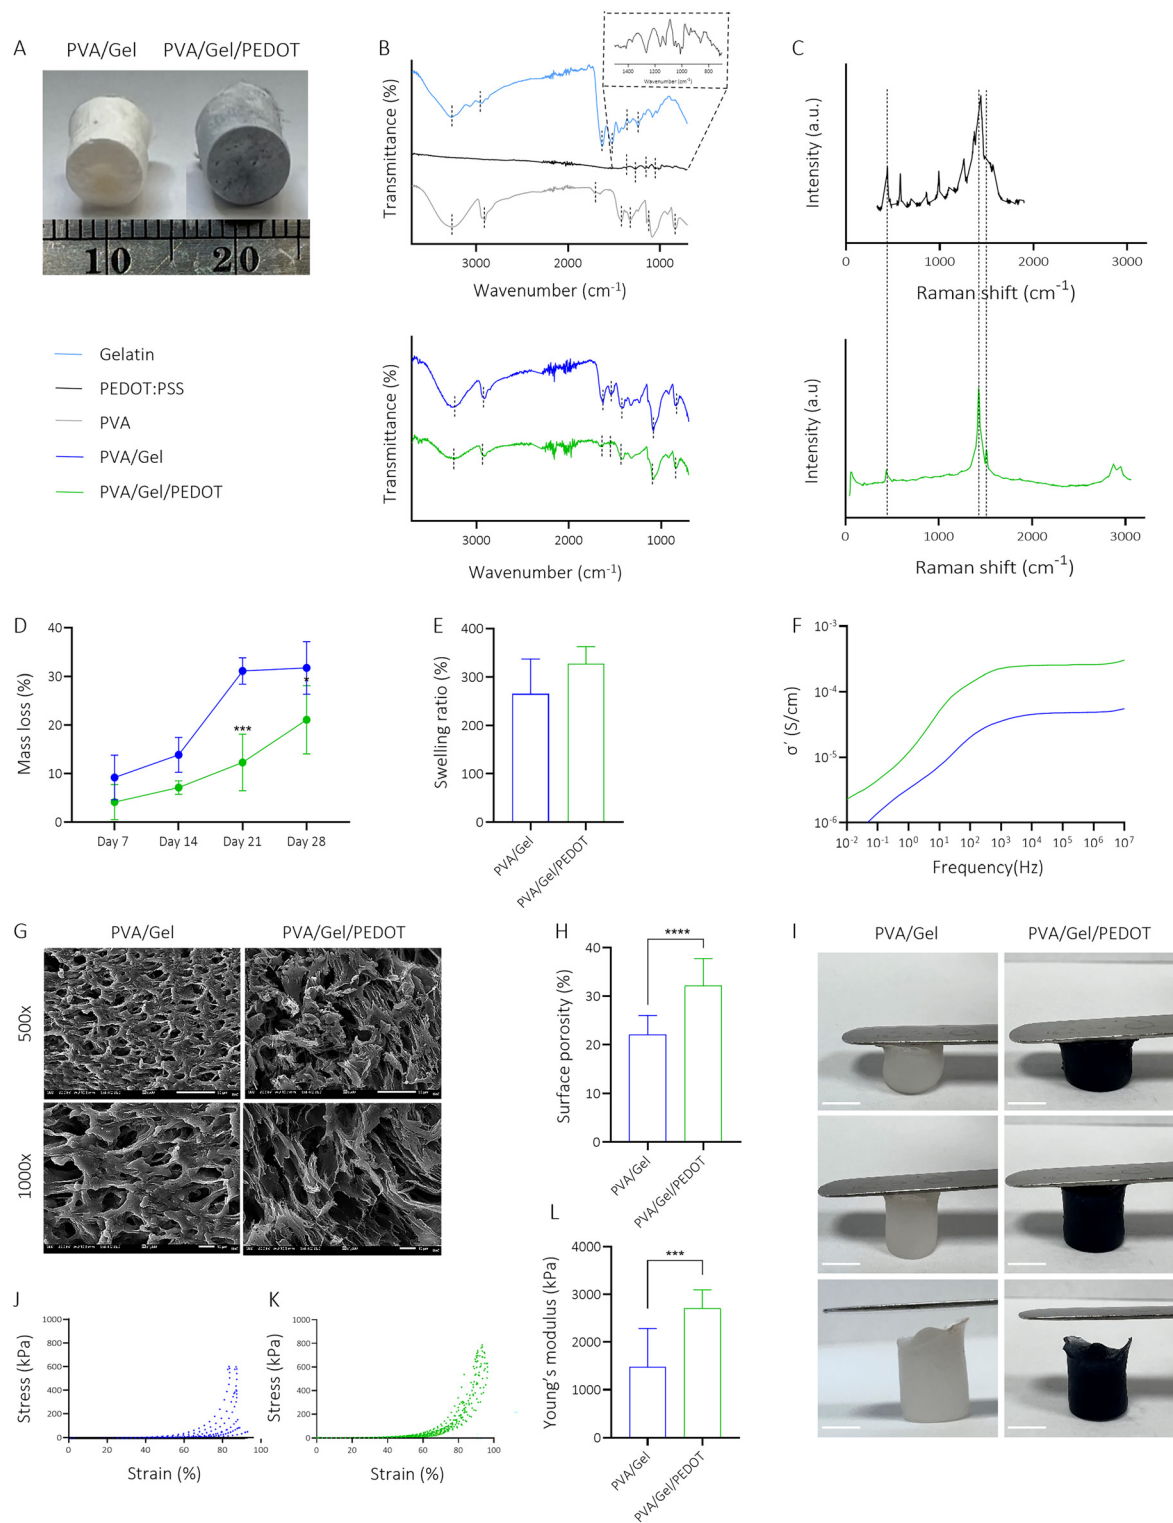 A
PVA/Gel
PVA/Gel/PEDOT
10
20
Gelatin
PEDOT:PSS
PVA
PVA/Gel
PVA/Gel/PEDOT
B
Transmittance (%)
1400
1200
1000
800
Wavenumber (cm-1)
3000
2000
1000
Wavenumber (cm-1)
Transmittance (%)
3000
2000
1000
Wavenumber (cm-1)
C
Intensity (a.u.)
0
1000
2000
3000
Raman shift (cm-1)
Intensity (a.u)
0
1000
2000
3000
Raman shift (cm-1)
D
Mass loss (%)
40
30
20
10
0
***
*
Day 7
Day 14
Day 21
Day 28
E
Swelling ratio (%)
400
300
200
100
0
PVA/Gel
PVA/Gel/PEDOT
F
σ′ (S/cm)
10-3
10-4
10-5
10-6
10-2
10-1
100
101
102
103
104
105
106
107
Frequency(Hz)
G
PVA/Gel
PVA/Gel/PEDOT
500x
1000x
H
Surface porosity (%)
40
30
20
10
0
****
PVA/Gel
PVA/Gel/PEDOT
I
PVA/Gel
PVA/Gel/PEDOT
J
Stress (kPa)
1000
800
600
400
200
0
0
20
40
60
80
100
Strain (%)
K
Stress (kPa)
1000
800
600
400
200
0
0
20
40
60
80
100
Strain (%)
L
Young's modulus (kPa)
4000
3000
2000
1000
0
***
PVA/Gel
PVA/Gel/PEDOT